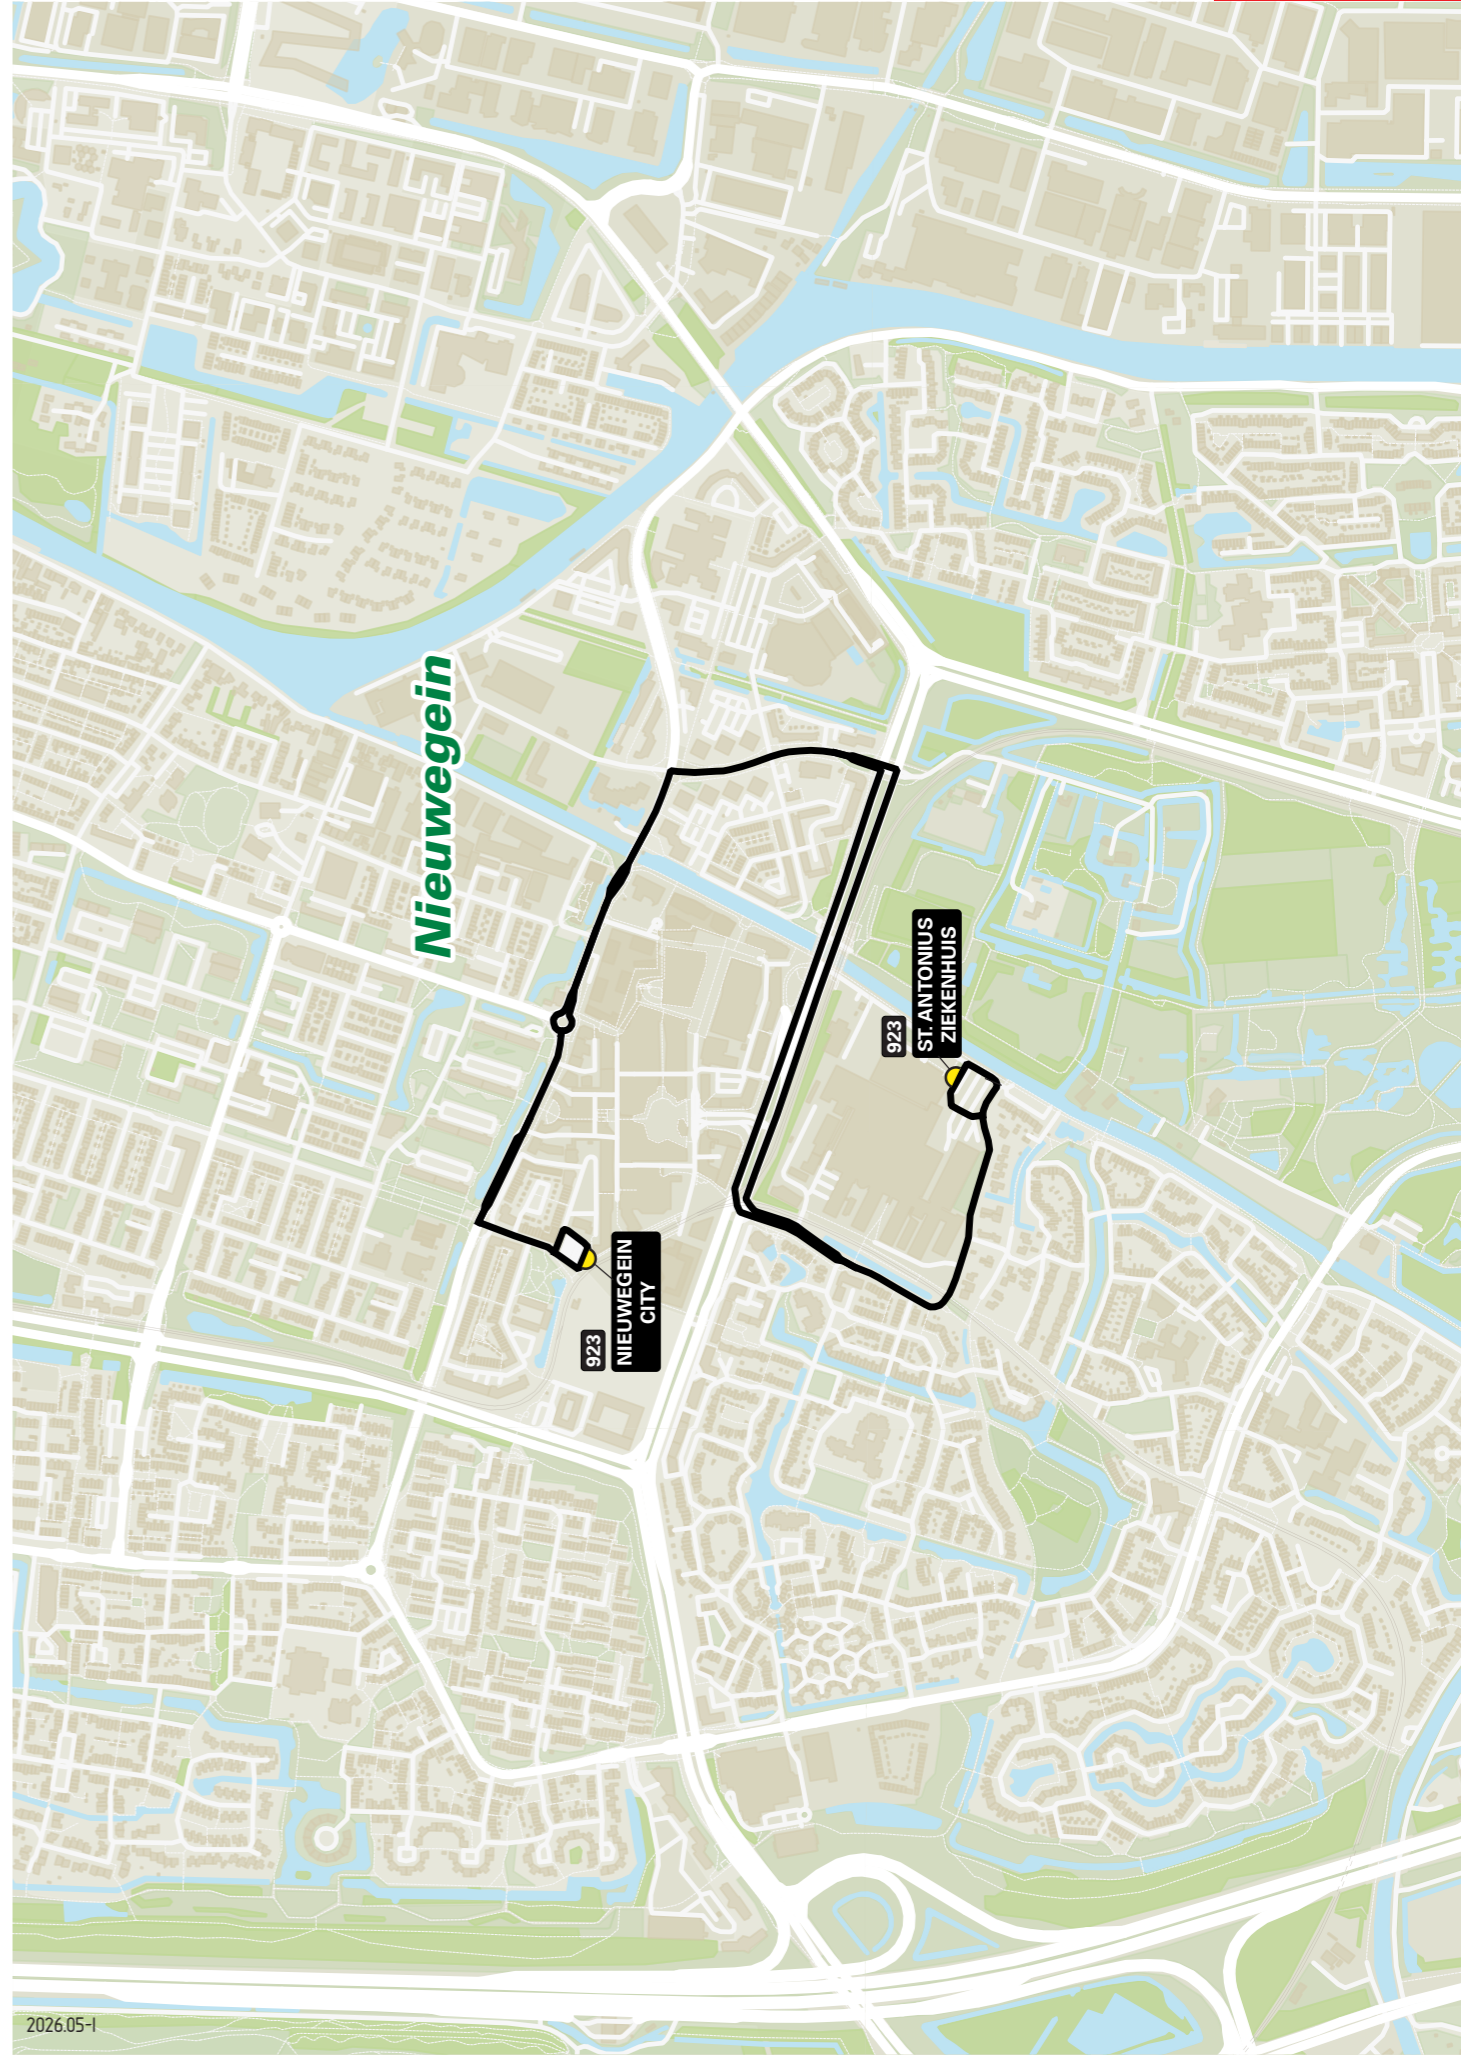 Nieuwegein
923
ST. ANTONIUS
ZIEKENHUIS
923
NIEUWEGEIN
CITY
2026.05-I